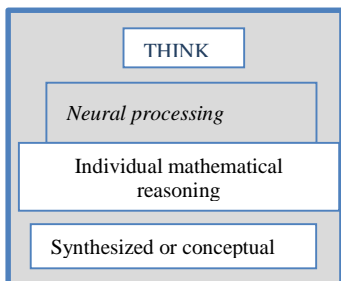 THINK
Neural processing
Individual mathematical
reasoning
Synthesized or conceptual